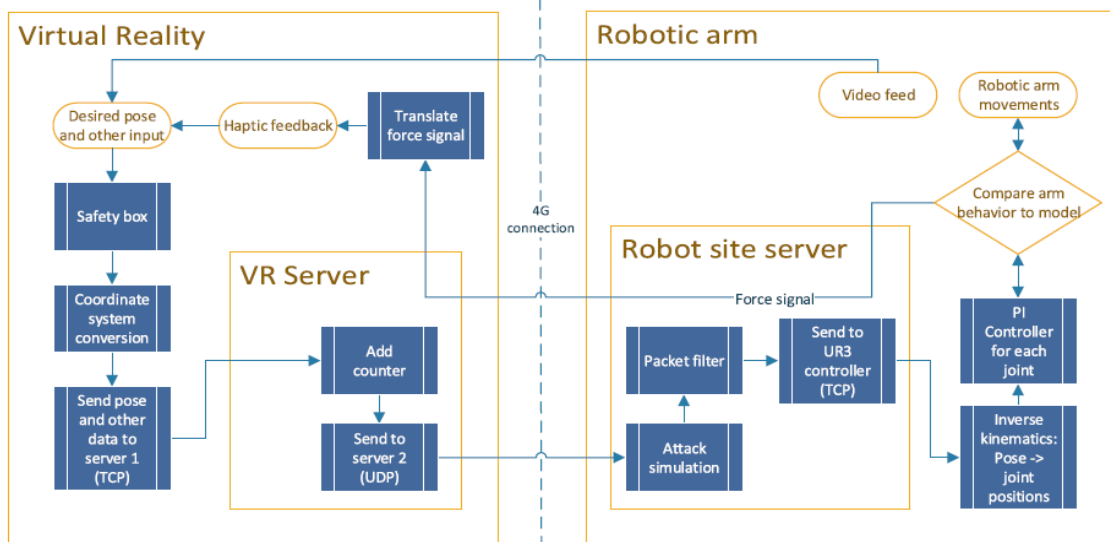 Virtual Reality
Robotic arm
Desired pose
and other input
Haptic feedback
Translate
force signal
Video feed
Robotic arm
movements
Safety box
4G
connection
Compare arm
behavior to model
VR Server
Robot site server
Force signal
Coordinate
system
conversion
Add
counter
Packet filter
Send to
UR3
controller
(TCP)
PI
Controller
for each
joint
Send pose
and other
data to
server 1
(TCP)
Send to
server 2
(UDP)
Attack
simulation
Inverse
kinematics:
Pose ->
joint
positions